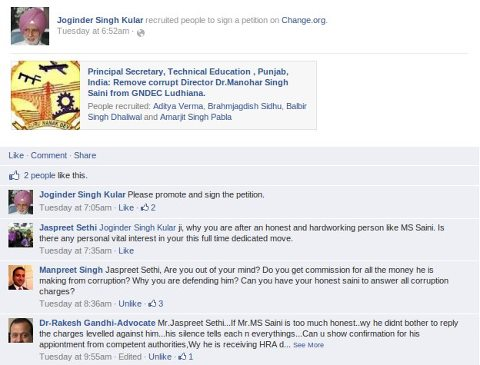 Joginder Singh Kular recruited people to sign a petition on Change.org.
Tuesday at 6:52am ·
Principal Secretary, Technical Education , Punjab,
India: Remove corrupt Director Dr.Manohar Singh
Saini from GNDEC Ludhiana.
People recruited: Aditya Verma, Brahmjagdish Sidhu, Balbir
Singh Dhaliwal and Amarjit Singh Pabla
Like · Comment · Share
2 people like this.
Joginder Singh Kular Please promote and sign the petition.
Tuesday at 7:05am · Like · 2
Jaspreet Sethi Joginder Singh Kular ji, why you are after an honest and hardworking person like MS Saini. Is
there any personal vital interest in your this full time dedicated move.
Tuesday at 7:35am · Like
Manpreet Singh Jaspreet Sethi, Are you out of your mind? Do you get commission for all the money he is
making from corruption? Why you are defending him? Can you have your honest saini to answer all corruption
charges?
Tuesday at 8:36am · Unlike · 3
Dr-Rakesh Gandhi-Advocate Mr.Jaspreet Sethi...If Mr.MS Saini is too much honest..wy he didnt bother to reply
the charges levelled against him...his silence tells each n everythings...Can u show confirmation for his
appointment from competent authorities,Wy he is receiving HRA d... See More
Tuesday at 9:55am · Edited · Unlike · 1